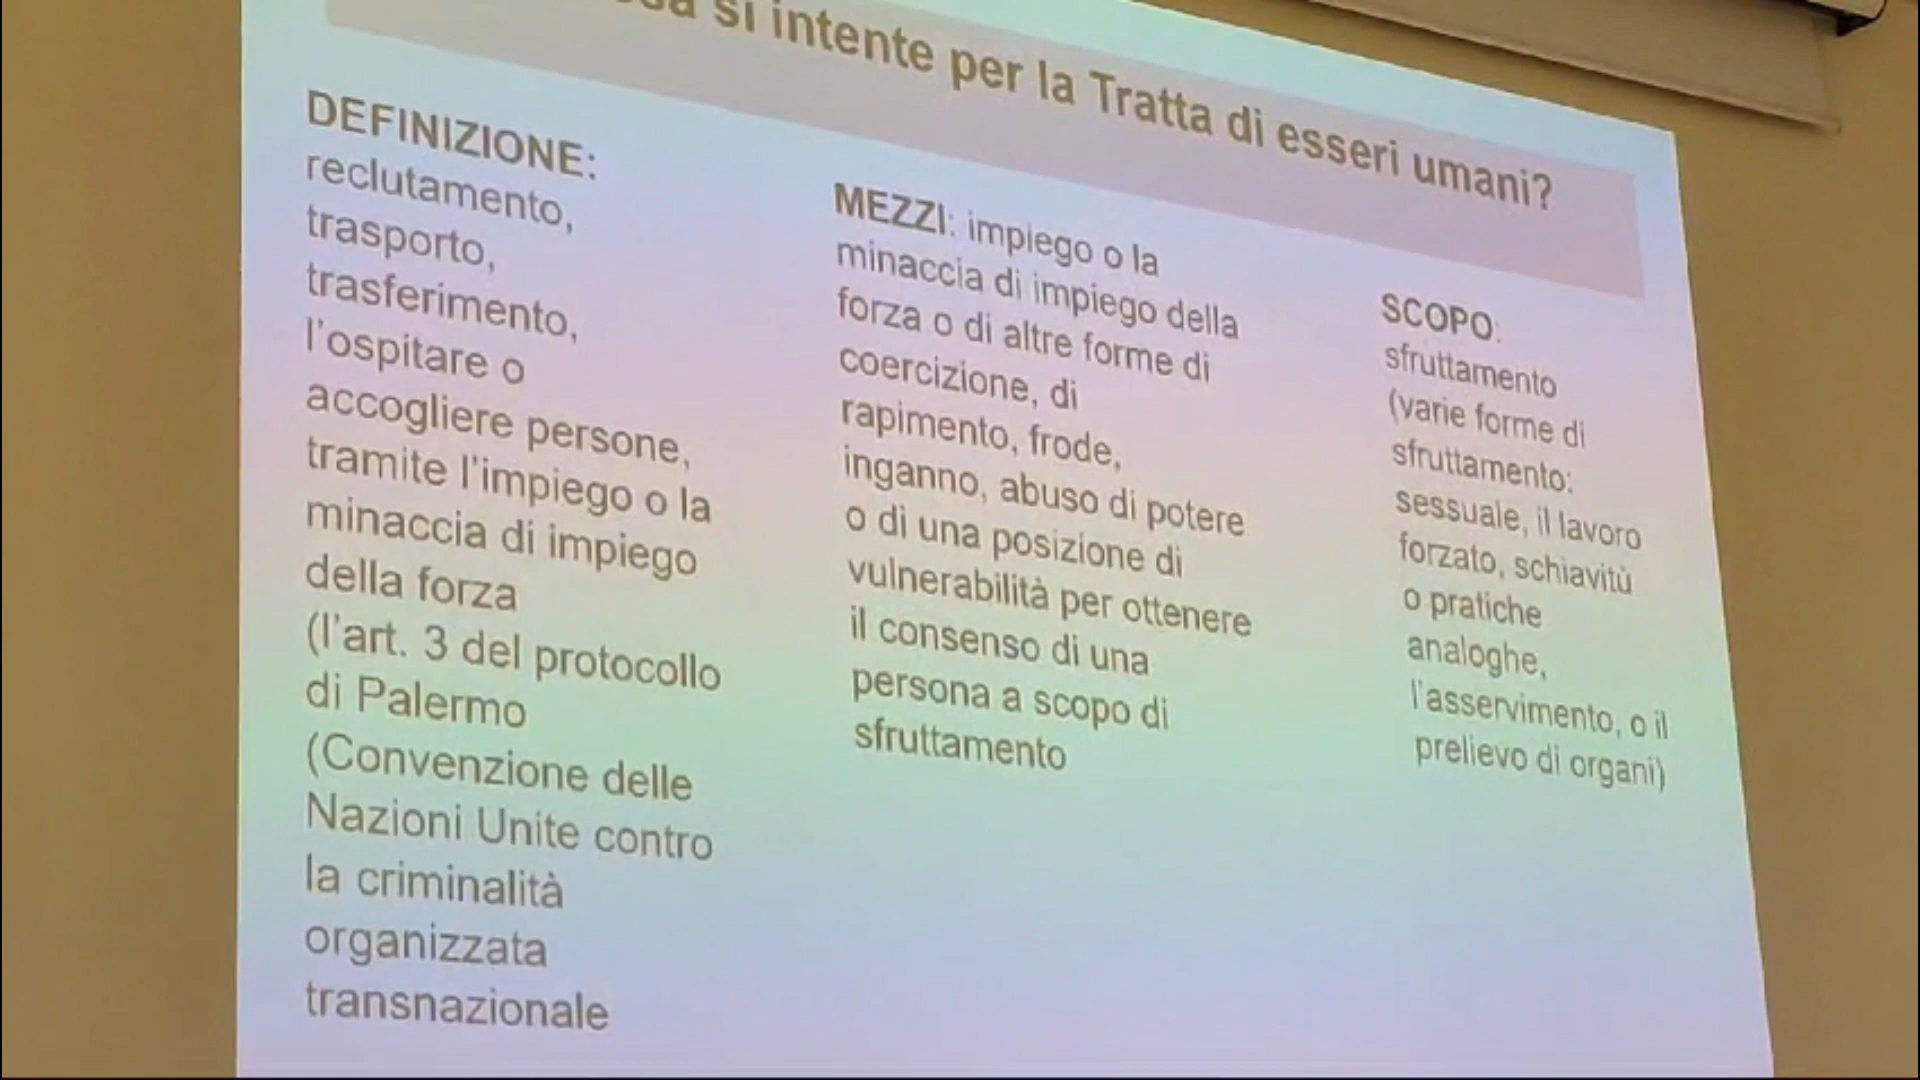 si intente per la Tratta di esseri umani?
DEFINIZIONE:
reclutamento,
trasporto,
trasferimento,
l'ospitare o
accogliere persone,
tramite l'impiego o la
minaccia di impiego
della forza
(l'art. 3 del protocollo
di Palermo
(Convenzione delle
Nazioni Unite contro
la criminalità
organizzata
transnazionale
MEZZI: impiego o la
minaccia di impiego della
forza o di altre forme di
coercizione, di
rapimento, frode,
inganno, abuso di potere
o di una posizione di
vulnerabilità per ottenere
il consenso di una
persona a scopo di
sfruttamento
SCOPO:
sfruttamento
(varie forme di
sfruttamento:
sessuale, il lavoro
forzato, schiavitù
o pratiche
analoghe,
l'asservimento, o il
prelievo di organi)